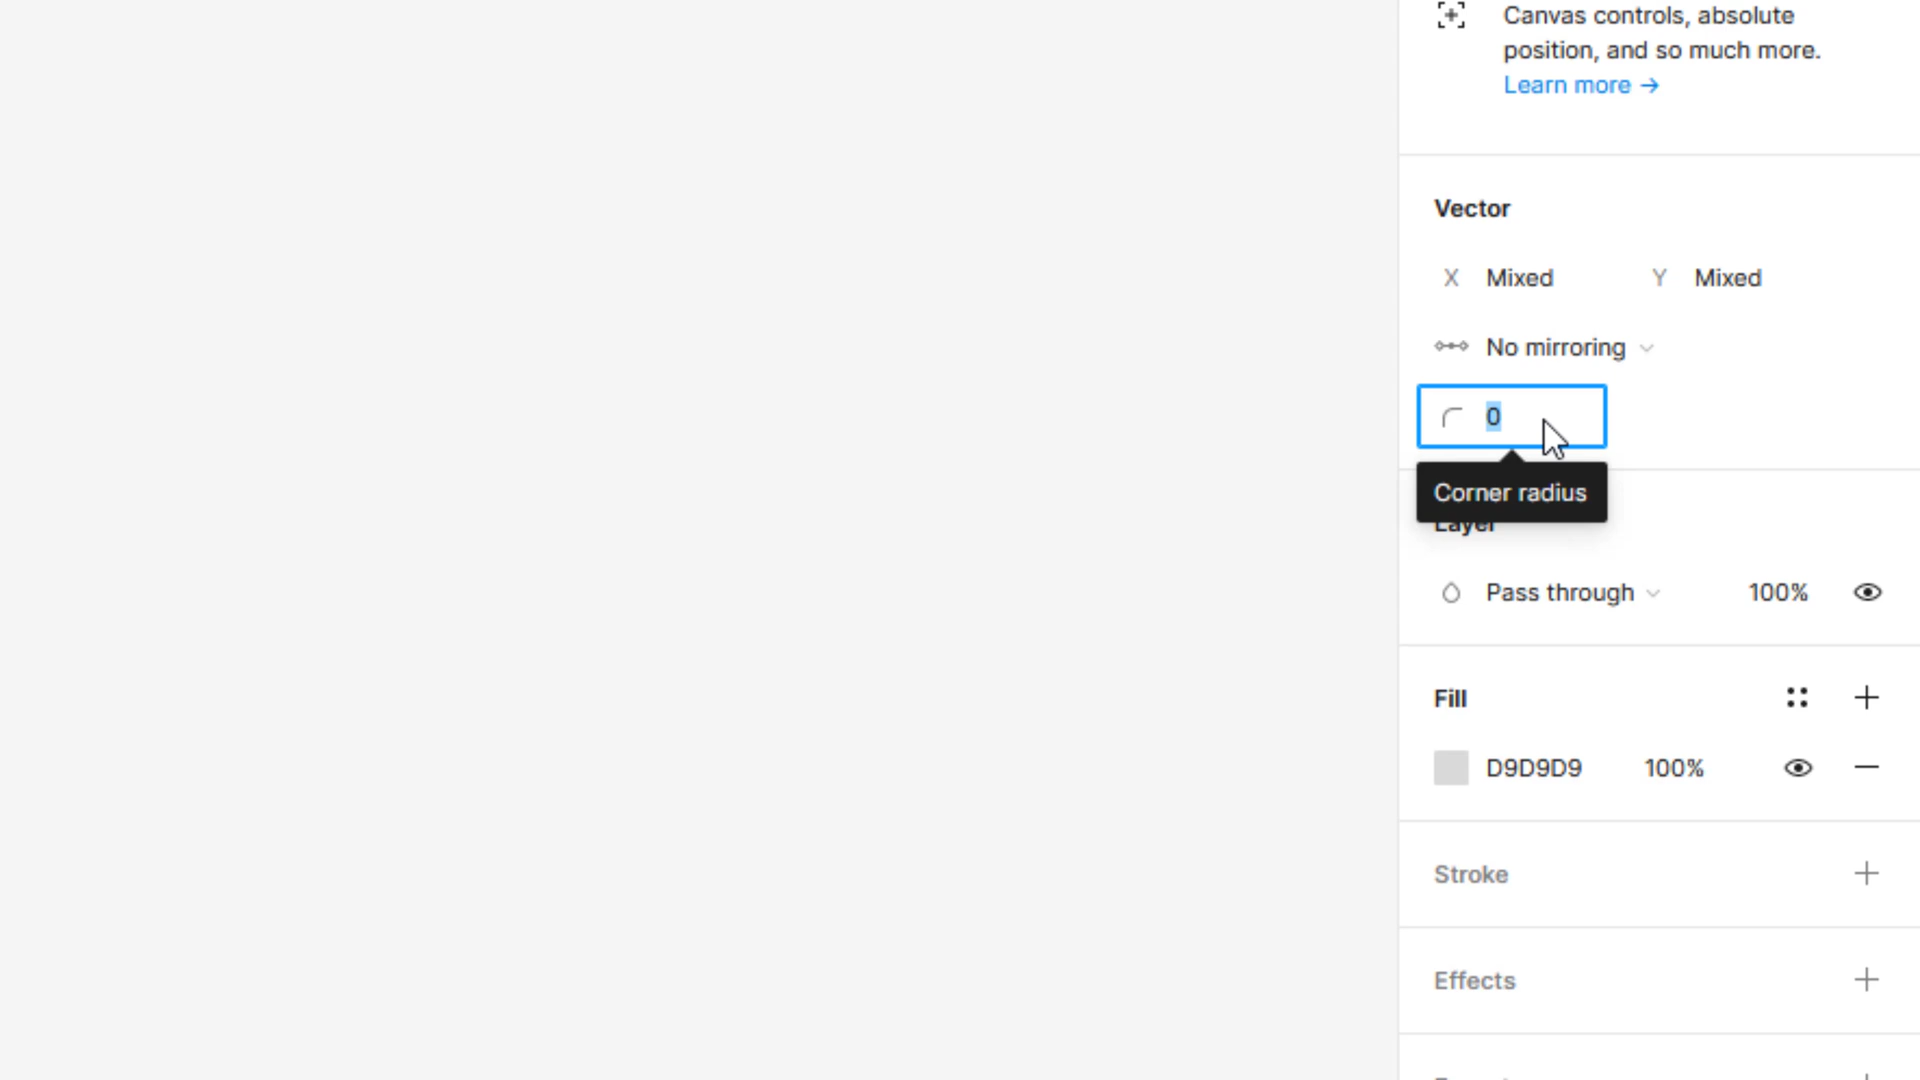 Canvas controls, absolute
position, and so much more.
Learn more →
Vector
X Mixed Y Mixed
No mirroring
0
Corner radius
Layer
Pass through 100%
Fill
D9D9D9 100%
Stroke
Effects